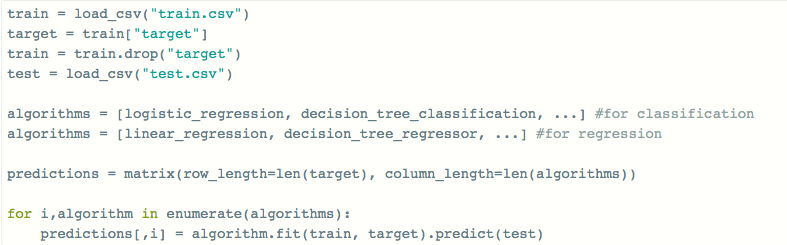 train = load_csv("train.csv")
target = train["target"]
train = train.drop("target")
test = load_csv("test.csv")
algorithms = [logistic_regression, decision_tree_classification, ...] #for classification
algorithms = [linear_regression, decision_tree_regressor, ...] #for regression
predictions = matrix(row_length=len(target), column_length=len(algorithms))
for i,algorithm in enumerate(algorithms):
    predictions[,i] = algorithm.fit(train, target).predict(test)